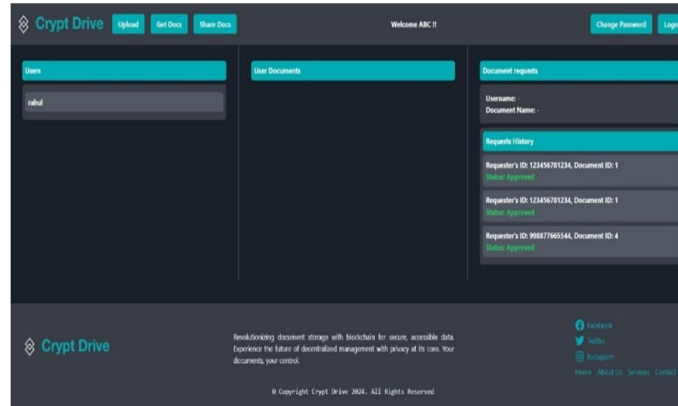 Crypt Drive Upload Get Docs Share Docs Welcome ABC !! Change Password Logo
Users
rahul
User Documents
Document requests
Username: -
Document Name: -
Requests History
Requester's ID: 123456781234, Document ID: 1
Status: Approved
Requester's ID: 123456781234, Document ID: 1
Status: Approved
Requester's ID: 998877665544, Document ID: 4
Status: Approved
Crypt Drive
Revolutionizing document storage with blockchain for secure, accessible data.
Experience the future of decentralized management with privacy at its core. Your
documents, your control.
© Copyright Crypt Drive 2024. All Rights Reserved
Facebook
Twitter
Instagram
Home About Us Services Contact